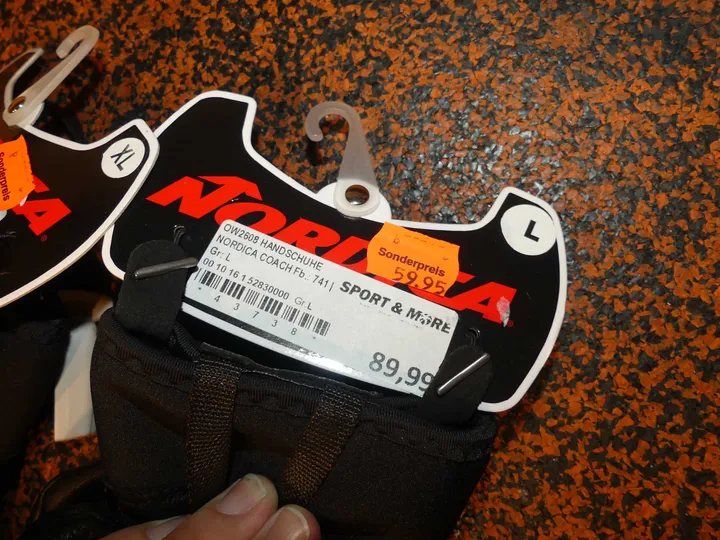 XL
Sonderpreis
L
NORDICA
Sonderpreis
59.95
OW2608 HANDSCHUHE
NORDICA COACH Fb.: 741|
Gr: L
00 10 16 1.52830000 Gr L
* 4 3 7 3 8 *
SPORT & MORE
89,99